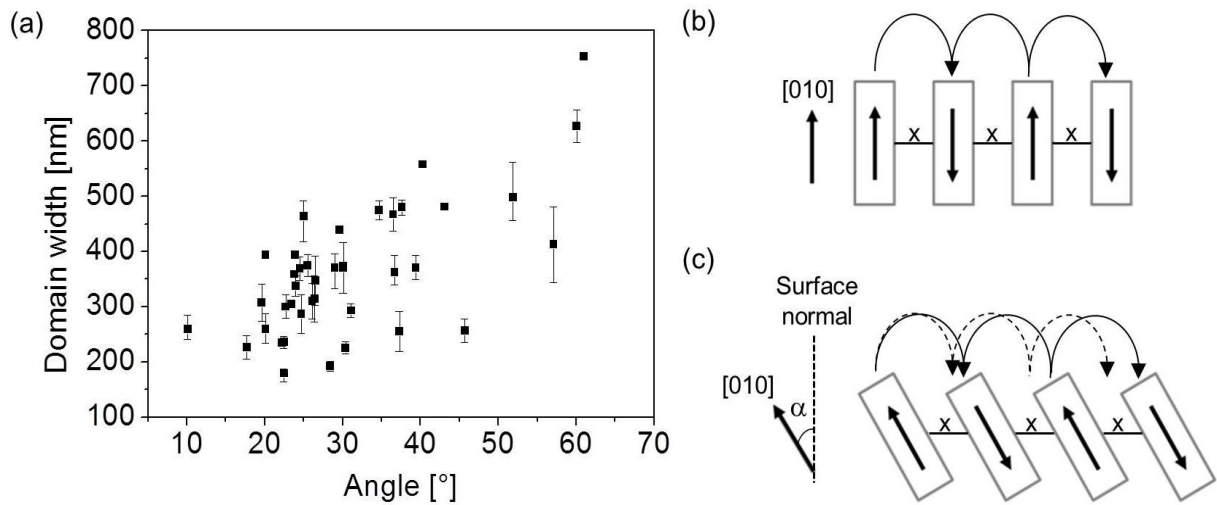 (a)
800
700
600
500
400
300
200
100
Domain width [nm]
10 20 30 40 50 60 70
Angle [°]
(b)
[010]
x x x
(c)
Surface
normal
[010]
α
x x x